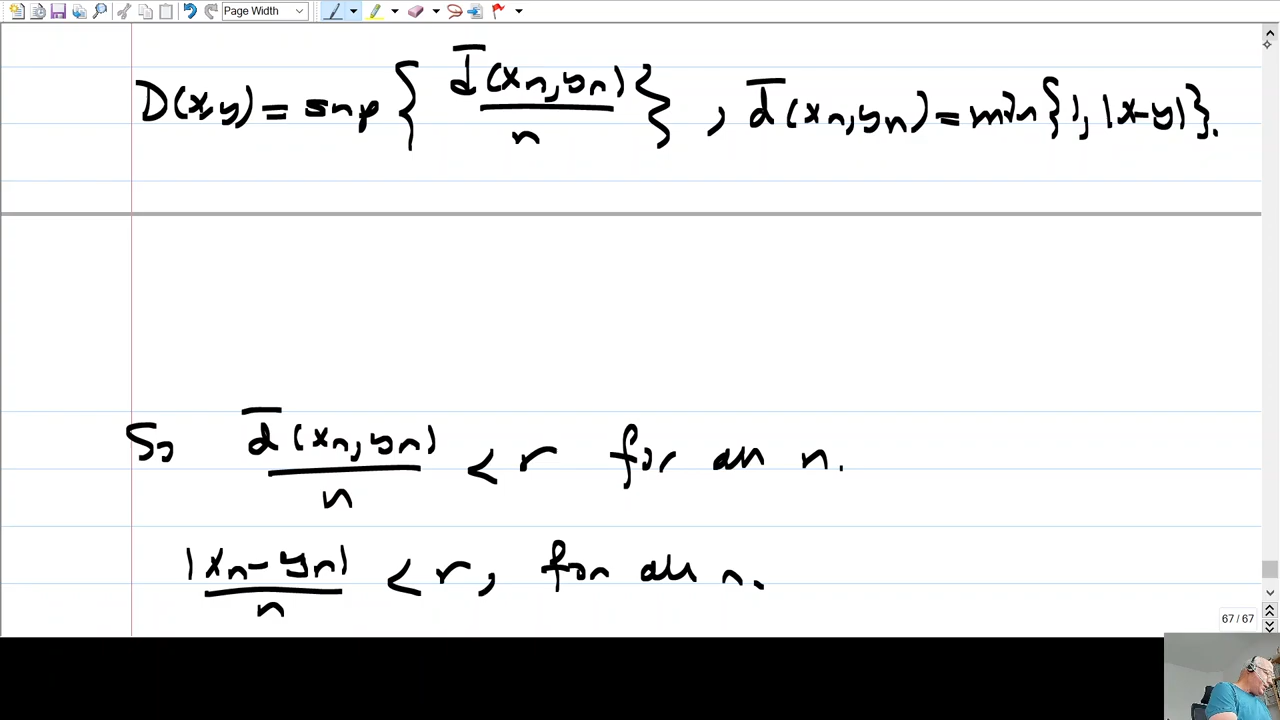 Page Width
D(x,y) = sup { d̅(xn,yn) / n } , d̅(xn,yn) = min{1, |x-y|}.
So d̅(xn,yn) / n < r for all n.
|xn-yn| / n < r, for all n.
67 / 67